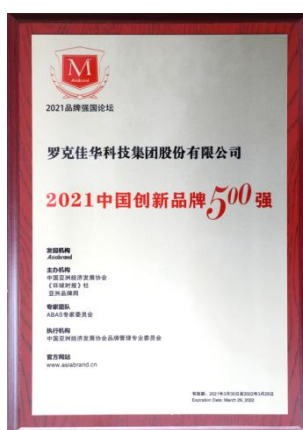 M
Asiabrand
2021品牌强国论坛
罗克佳华科技集团股份有限公司
2021中国创新品牌500强
发起机构
Asiabrand
主办机构
中国亚洲经济发展协会
《环球时报》社
亚洲品牌网
专家团队
ABAS专家委员会
执行机构
中国亚洲经济发展协会品牌管理专业委员会
官方网站
www.asiabrand.cn
有效期：2021年3月30日至2022年3月29日
Expiration Date: March 29, 2022